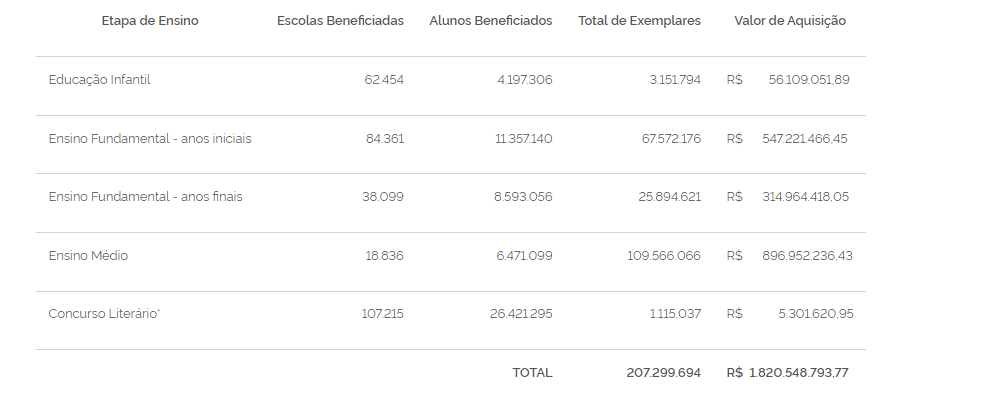 Etapa de Ensino Escolas Beneficiadas Alunos Beneficiados Total de Exemplares Valor de Aquisição
Educação Infantil 62.454 4.197.306 3.151.794 R$ 56.109.051.89
Ensino Fundamental - anos iniciais 84.361 11.357.140 67.572.176 R$ 547.221.466,45
Ensino Fundamental - anos finais 38.099 8.593.056 25.894.621 R$ 314.964.418,05
Ensino Médio 18.836 6.471.099 109.566.066 R$ 896.952.236,43
Concurso Literário* 107.215 26.421.295 1.115.037 R$ 5.301.620,95
TOTAL 207.299.694 R$ 1.820.548.793,77